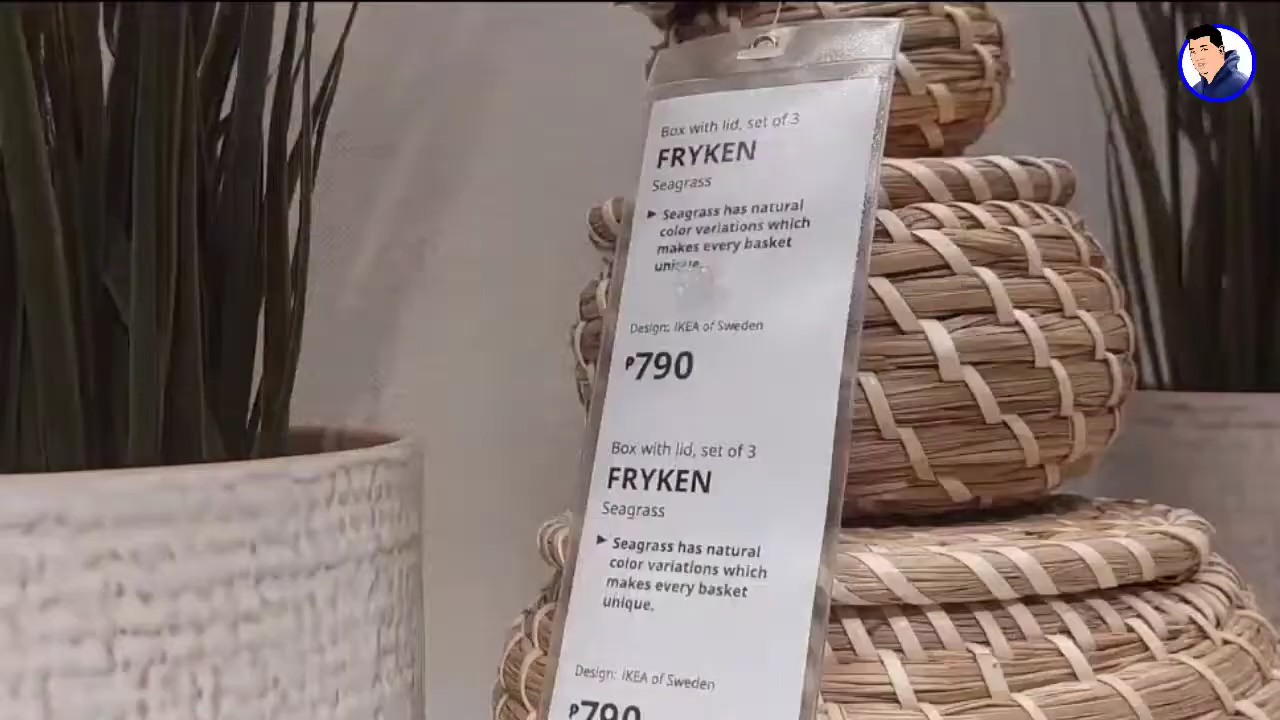 Box with lid, set of 3
FRYKEN
Seagrass
▶ Seagrass has natural
color variations which
makes every basket
unique.
Design: IKEA of Sweden
₱790
Box with lid, set of 3
FRYKEN
Seagrass
▶ Seagrass has natural
color variations which
makes every basket
unique.
Design: IKEA of Sweden
₱790